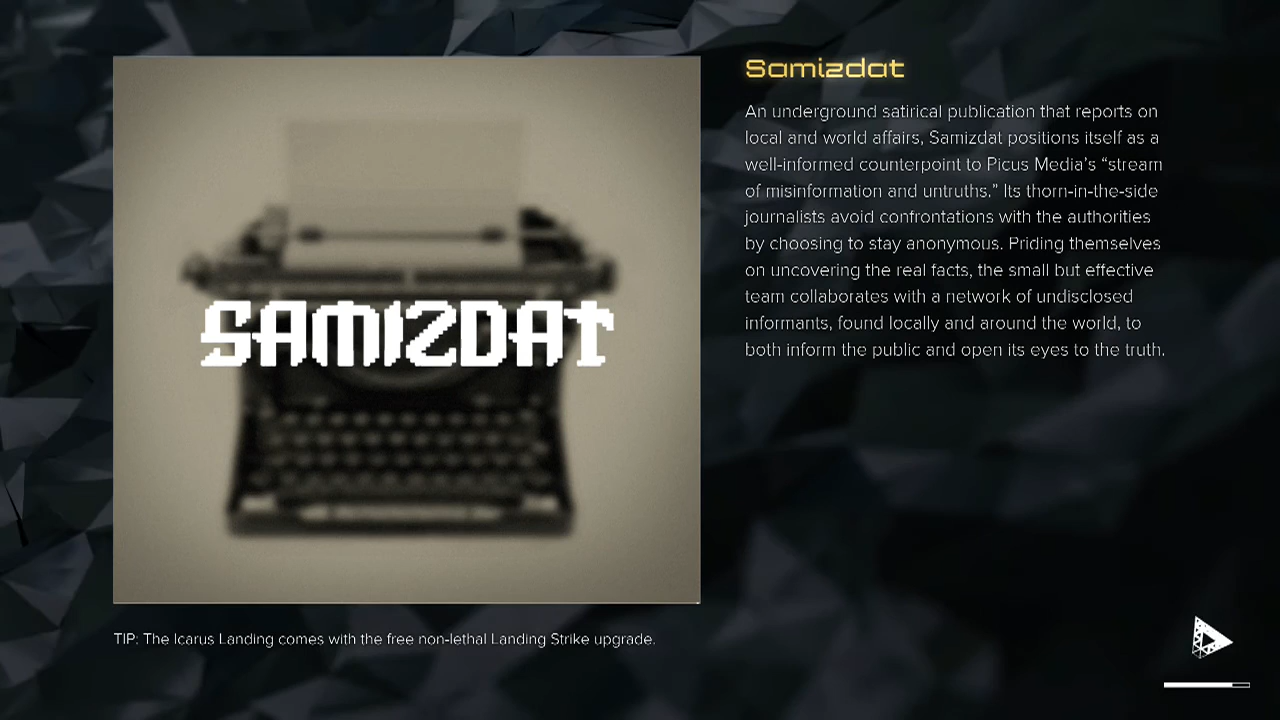 SAMIZDAT
Samizdat
An underground satirical publication that reports on
local and world affairs, Samizdat positions itself as a
well-informed counterpoint to Picus Media’s “stream
of misinformation and untruths.” Its thorn-in-the-side
journalists avoid confrontations with the authorities
by choosing to stay anonymous. Priding themselves
on uncovering the real facts, the small but effective
team collaborates with a network of undisclosed
informants, found locally and around the world, to
both inform the public and open its eyes to the truth.
TIP: The Icarus Landing comes with the free non-lethal Landing Strike upgrade.